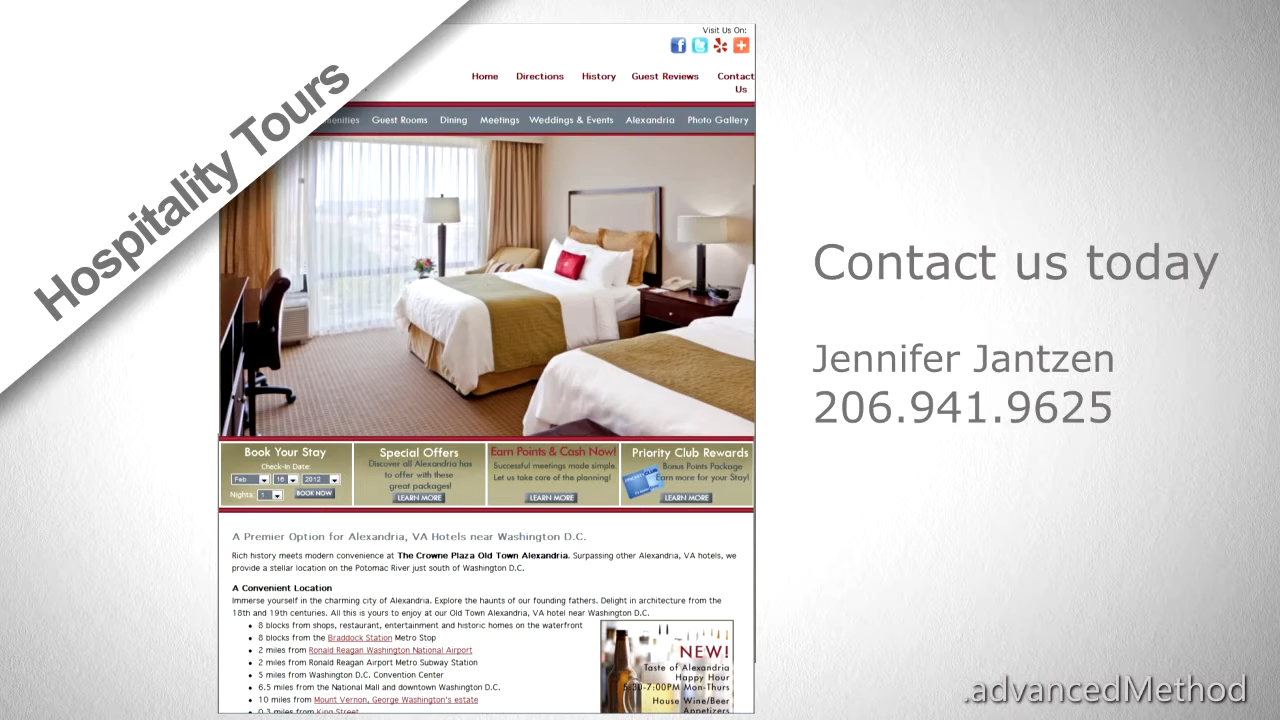 Hospitality Tours
Visit Us On:
Home Directions History Guest Reviews Contact Us
Guest Rooms Dining Meetings Weddings & Events Alexandria Photo Gallery
Book Your Stay
Check-In Date:
Feb 16 2012
Nights: 1 BOOK NOW
Special Offers
Discover all Alexandria has
to offer with these
great packages!
LEARN MORE
Earn Points & Cash Now!
Successful meetings made simple.
Let us take care of the planning!
LEARN MORE
Priority Club Rewards
Bonus Points Package
Earn more for your Stay!
PRIORITY CLUB
LEARN MORE
A Premier Option for Alexandria, VA Hotels near Washington D.C.
Rich history meets modern convenience at The Crowne Plaza Old Town Alexandria. Surpassing other Alexandria, VA hotels, we
provide a stellar location on the Potomac River just south of Washington D.C.
A Convenient Location
Immerse yourself in the charming city of Alexandria. Explore the haunts of our founding fathers. Delight in architecture from the
18th and 19th centuries. All this is yours to enjoy at our Old Town Alexandria, VA hotel near Washington D.C.
• 8 blocks from shops, restaurant, entertainment and historic homes on the waterfront
• 8 blocks from the Braddock Station Metro Stop
• 2 miles from Ronald Reagan Washington National Airport
• 2 miles from Ronald Reagan Airport Metro Subway Station
• 5 miles from Washington D.C. Convention Center
• 6.5 miles from the National Mall and downtown Washington D.C.
• 10 miles from Mount Vernon, George Washington's estate
• 0.3 miles from King Street
NEW!
Taste of Alexandria
Happy Hour
5:30-7:00PM Mon-Thurs
House Wine/Beer
Appetizers
Contact us today
Jennifer Jantzen
206.941.9625
.advancedMethod